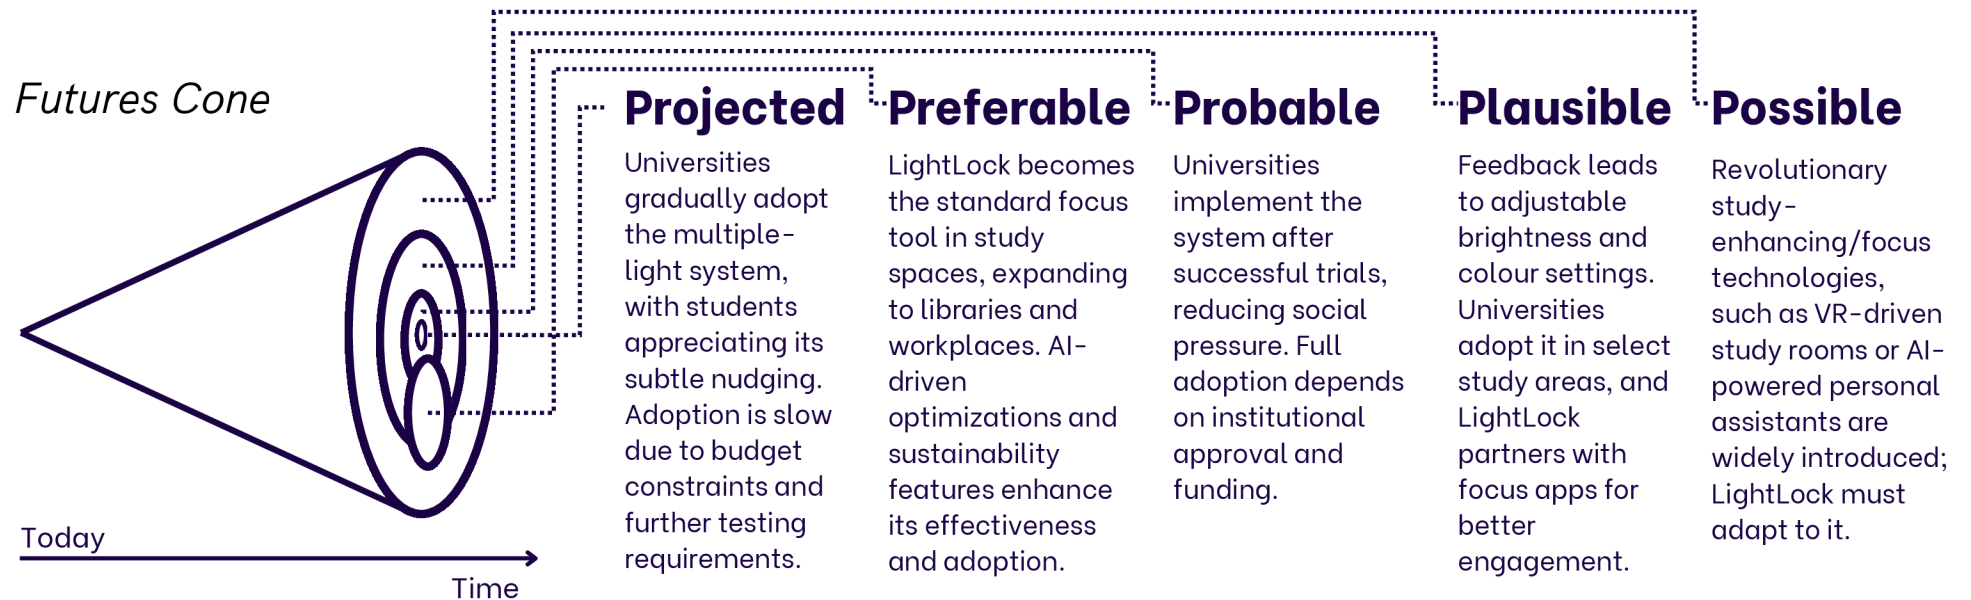 Futures Cone
Today
Time
Projected
Universities
gradually adopt
the multiple-
light system,
with students
appreciating its
subtle nudging.
Adoption is slow
due to budget
constraints and
further testing
requirements.
Preferable
LightLock becomes
the standard focus
tool in study
spaces, expanding
to libraries and
workplaces. AI-
driven
optimizations and
sustainability
features enhance
its effectiveness
and adoption.
Probable
Universities
implement the
system after
successful trials,
reducing social
pressure. Full
adoption depends
on institutional
approval and
funding.
Plausible
Feedback leads
to adjustable
brightness and
colour settings.
Universities
adopt it in select
study areas, and
LightLock
partners with
focus apps for
better
engagement.
Possible
Revolutionary
study-
enhancing/focus
technologies,
such as VR-driven
study rooms or AI-
powered personal
assistants are
widely introduced;
LightLock must
adapt to it.